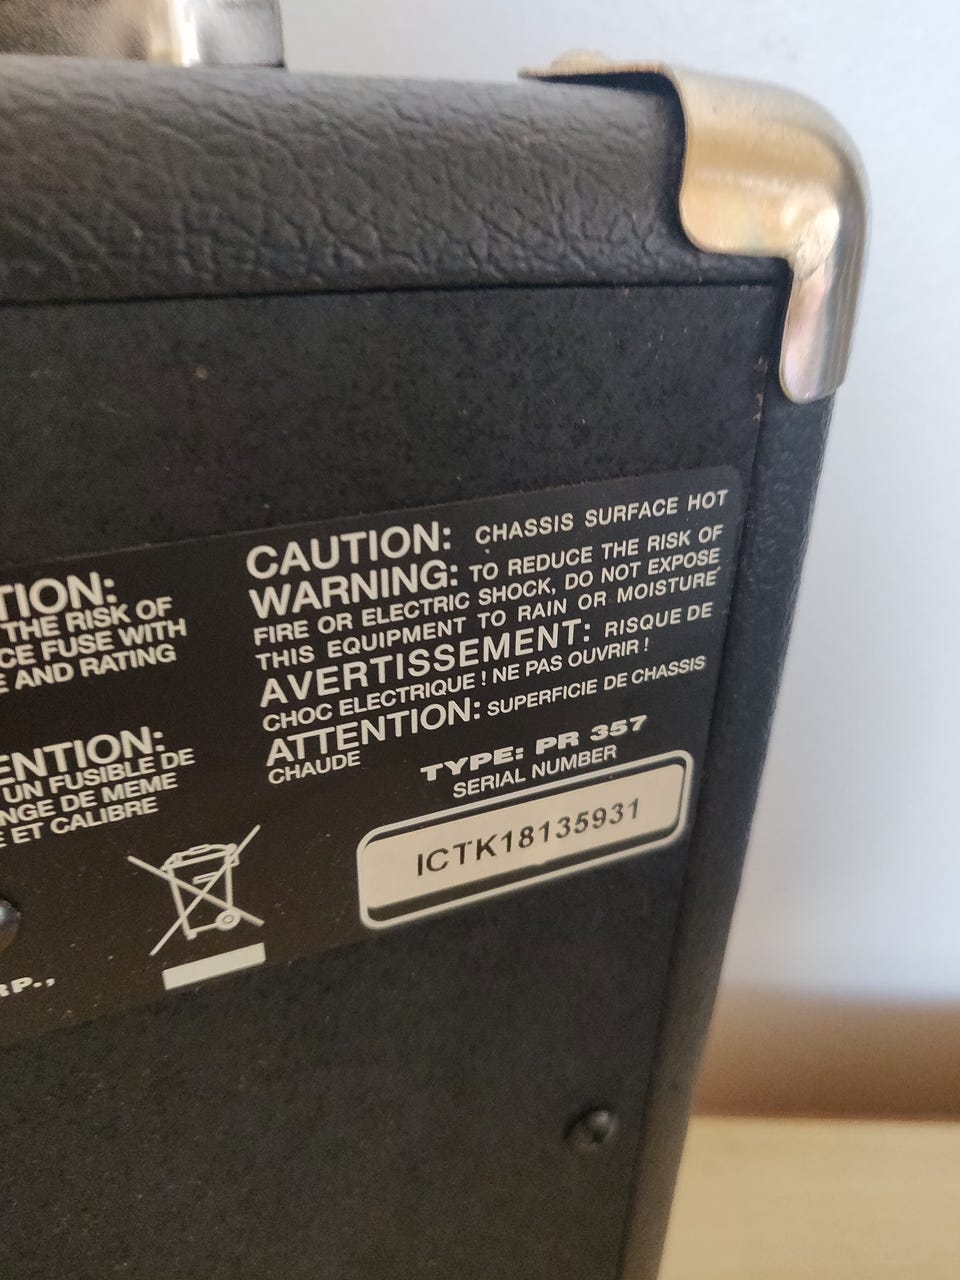 TION:
THE RISK OF
CE FUSE WITH
E AND RATING
ENTION:
UN FUSIBLE DE
NGE DE MEME
E ET CALIBRE
RP.,
CAUTION: CHASSIS SURFACE HOT
WARNING: TO REDUCE THE RISK OF
FIRE OR ELECTRIC SHOCK, DO NOT EXPOSE
THIS EQUIPMENT TO RAIN OR MOISTURE
AVERTISSEMENT: RISQUE DE
CHOC ELECTRIQUE ! NE PAS OUVRIR !
ATTENTION: SUPERFICIE DE CHASSIS
CHAUDE
TYPE: PR 357
SERIAL NUMBER
ICTK18135931